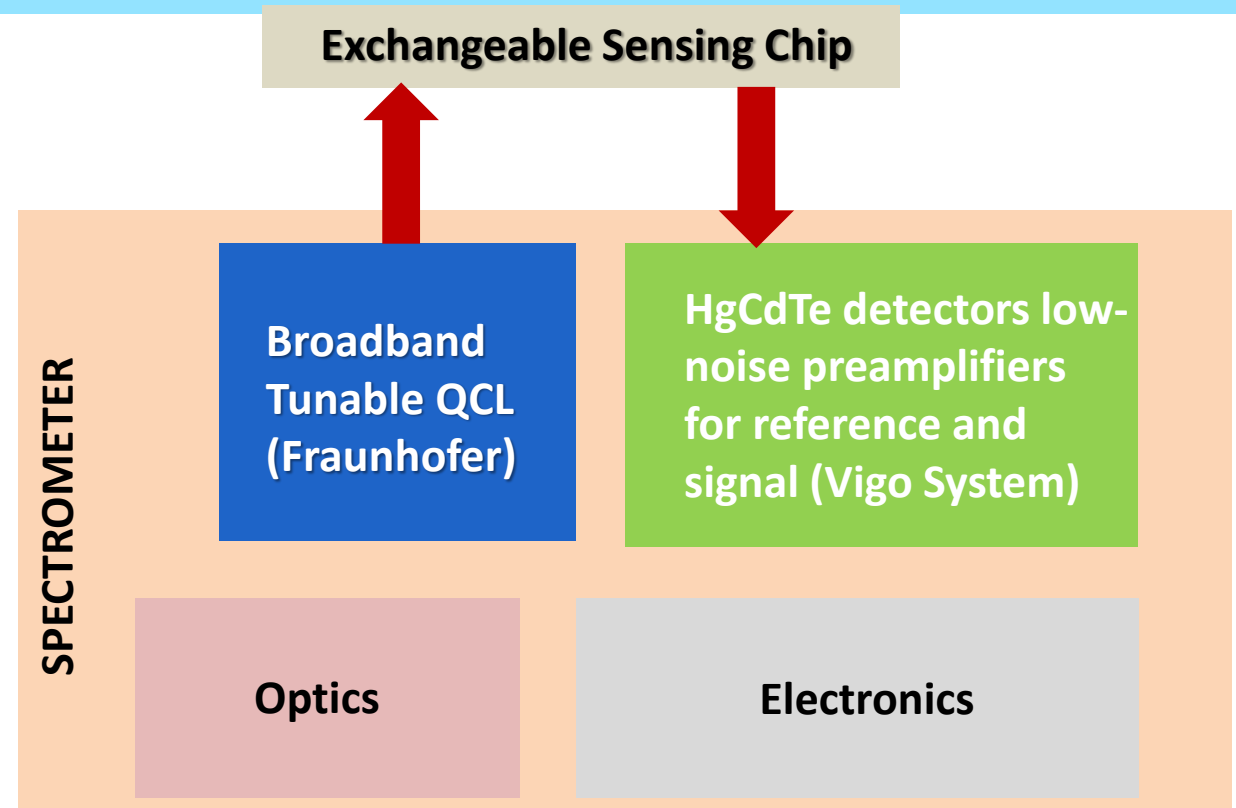 Exchangeable Sensing Chip
SPECTROMETER
Broadband
Tunable QCL
(Fraunhofer)
HgCdTe detectors low-
noise preamplifiers
for reference and
signal (Vigo System)
Optics
Electronics